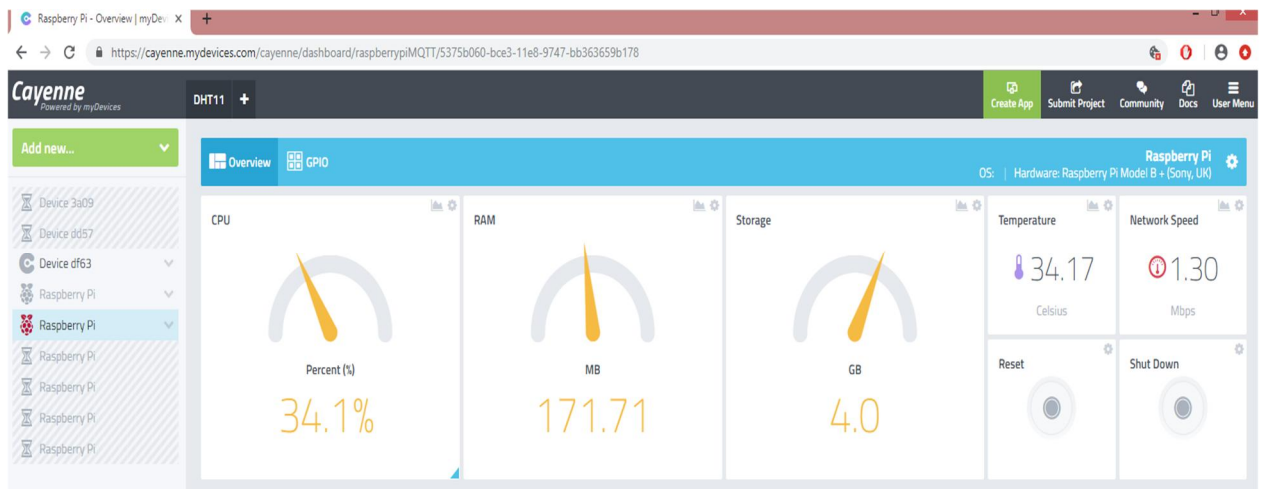 Raspberry Pi - Overview | myDevi
https://cayenne.mydevices.com/cayenne/dashboard/raspberrypiMQTT/5375b060-bce3-11e8-9747-bb363659b178
Cayenne
Powered by myDevices
DHT11
Create App
Submit Project
Community
Docs
User Menu
Add new...
Device 3a09
Device dd57
Device df63
Raspberry Pi
Raspberry Pi
Raspberry Pi
Raspberry Pi
Raspberry Pi
Raspberry Pi
Overview
GPIO
Raspberry Pi
OS: | Hardware: Raspberry Pi Model B + (Sony, UK)
CPU
Percent (%)
34.1%
RAM
MB
171.71
Storage
GB
4.0
Temperature
34.17
Celsius
Network Speed
1.30
Mbps
Reset
Shut Down